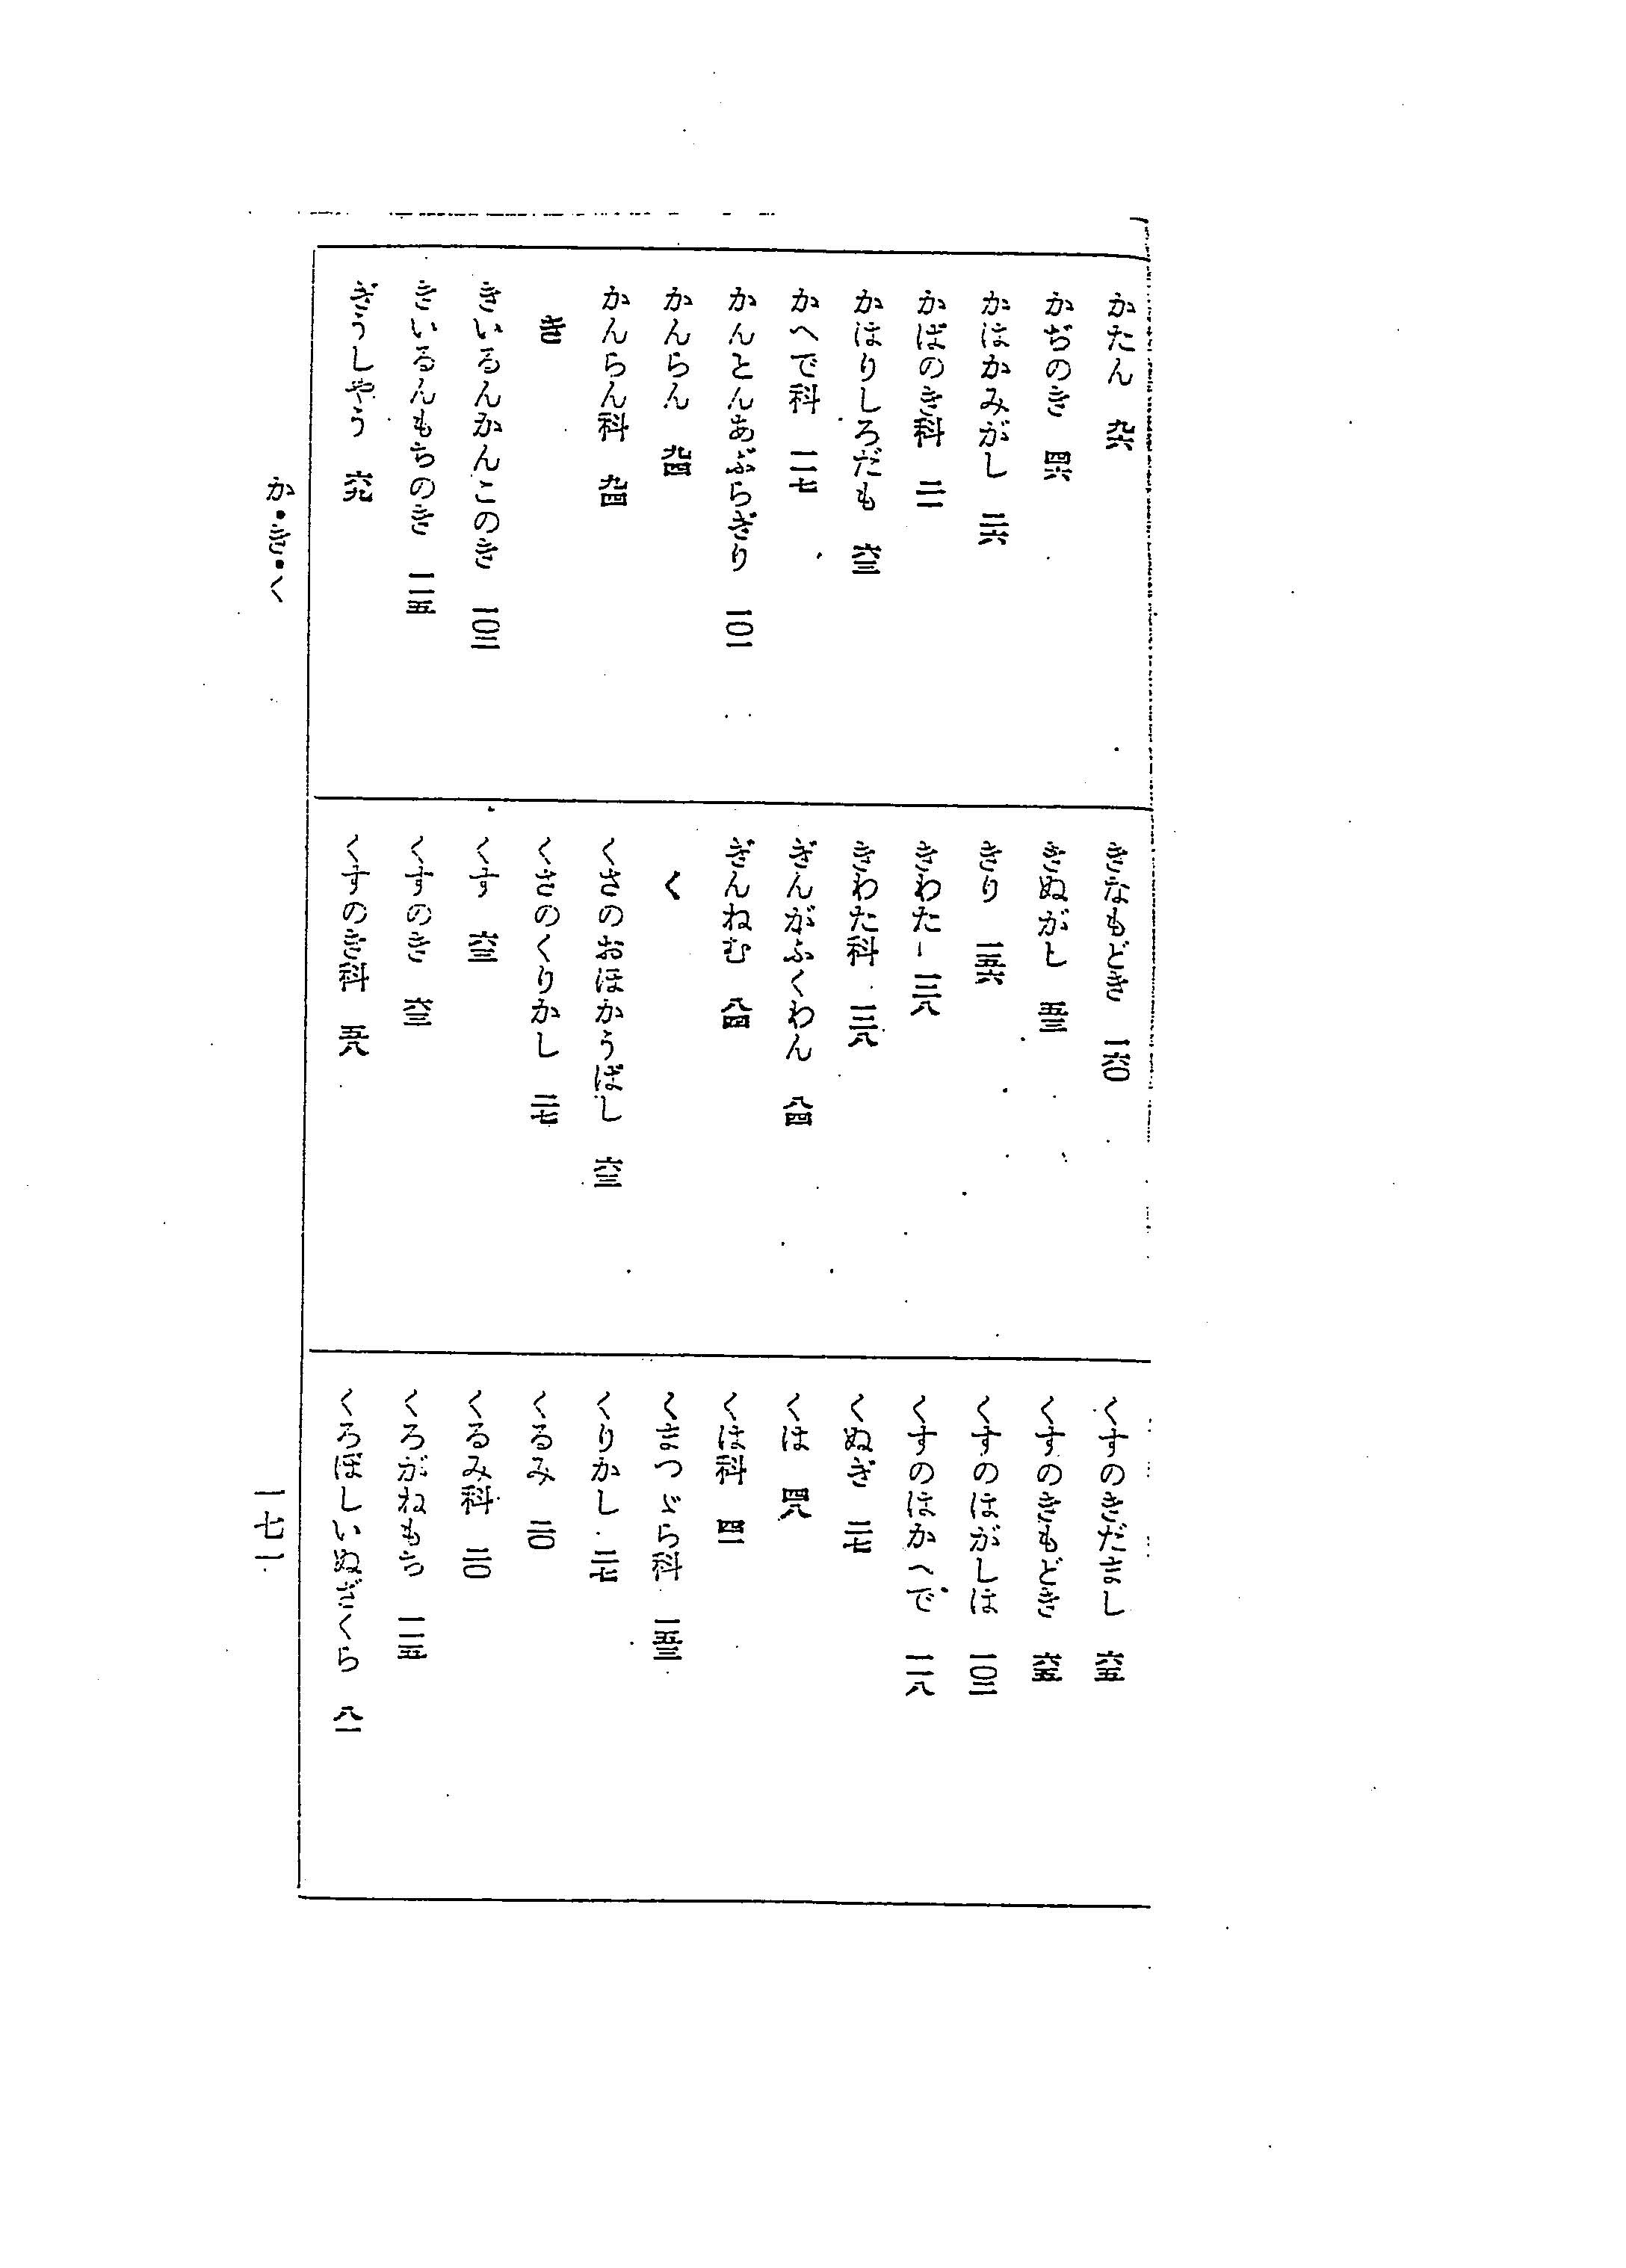 かたん 九六
かぢのき 四六
かはかみがし 二六
かばのき科 二一
かほりしろだも 六三
かへで科 一一七
かんとんあぶらぎり 一〇一
かんらん 九四
かんらん科 九四
き
きいるんかんこのき 一〇三
きいるんもちのき 一一五
ぎうしやう 六九
きなもどき 一六〇
きぬがし 五三
きり 一五六
きわた 一三八
きわた科 一三八
ぎんがふくわん 八四
ぎんねむ 八四
く
くさのおほかうばし 六三
くさのくりかし 二七
くす 六三
くすのき 六三
くすのき科 五八
くすのきだまし 六五
くすのきもどき 六五
くすのはがしは 一〇三
くすのはかへで 一一八
くぬぎ 二七
くは 四八
くは科 四一
くまつゞら科 一五三
くりかし 二七
くるみ 二〇
くるみ科 二〇
くろがねもち 一一五
くろぼしいぬざくら 八一
か・き・く
一七一